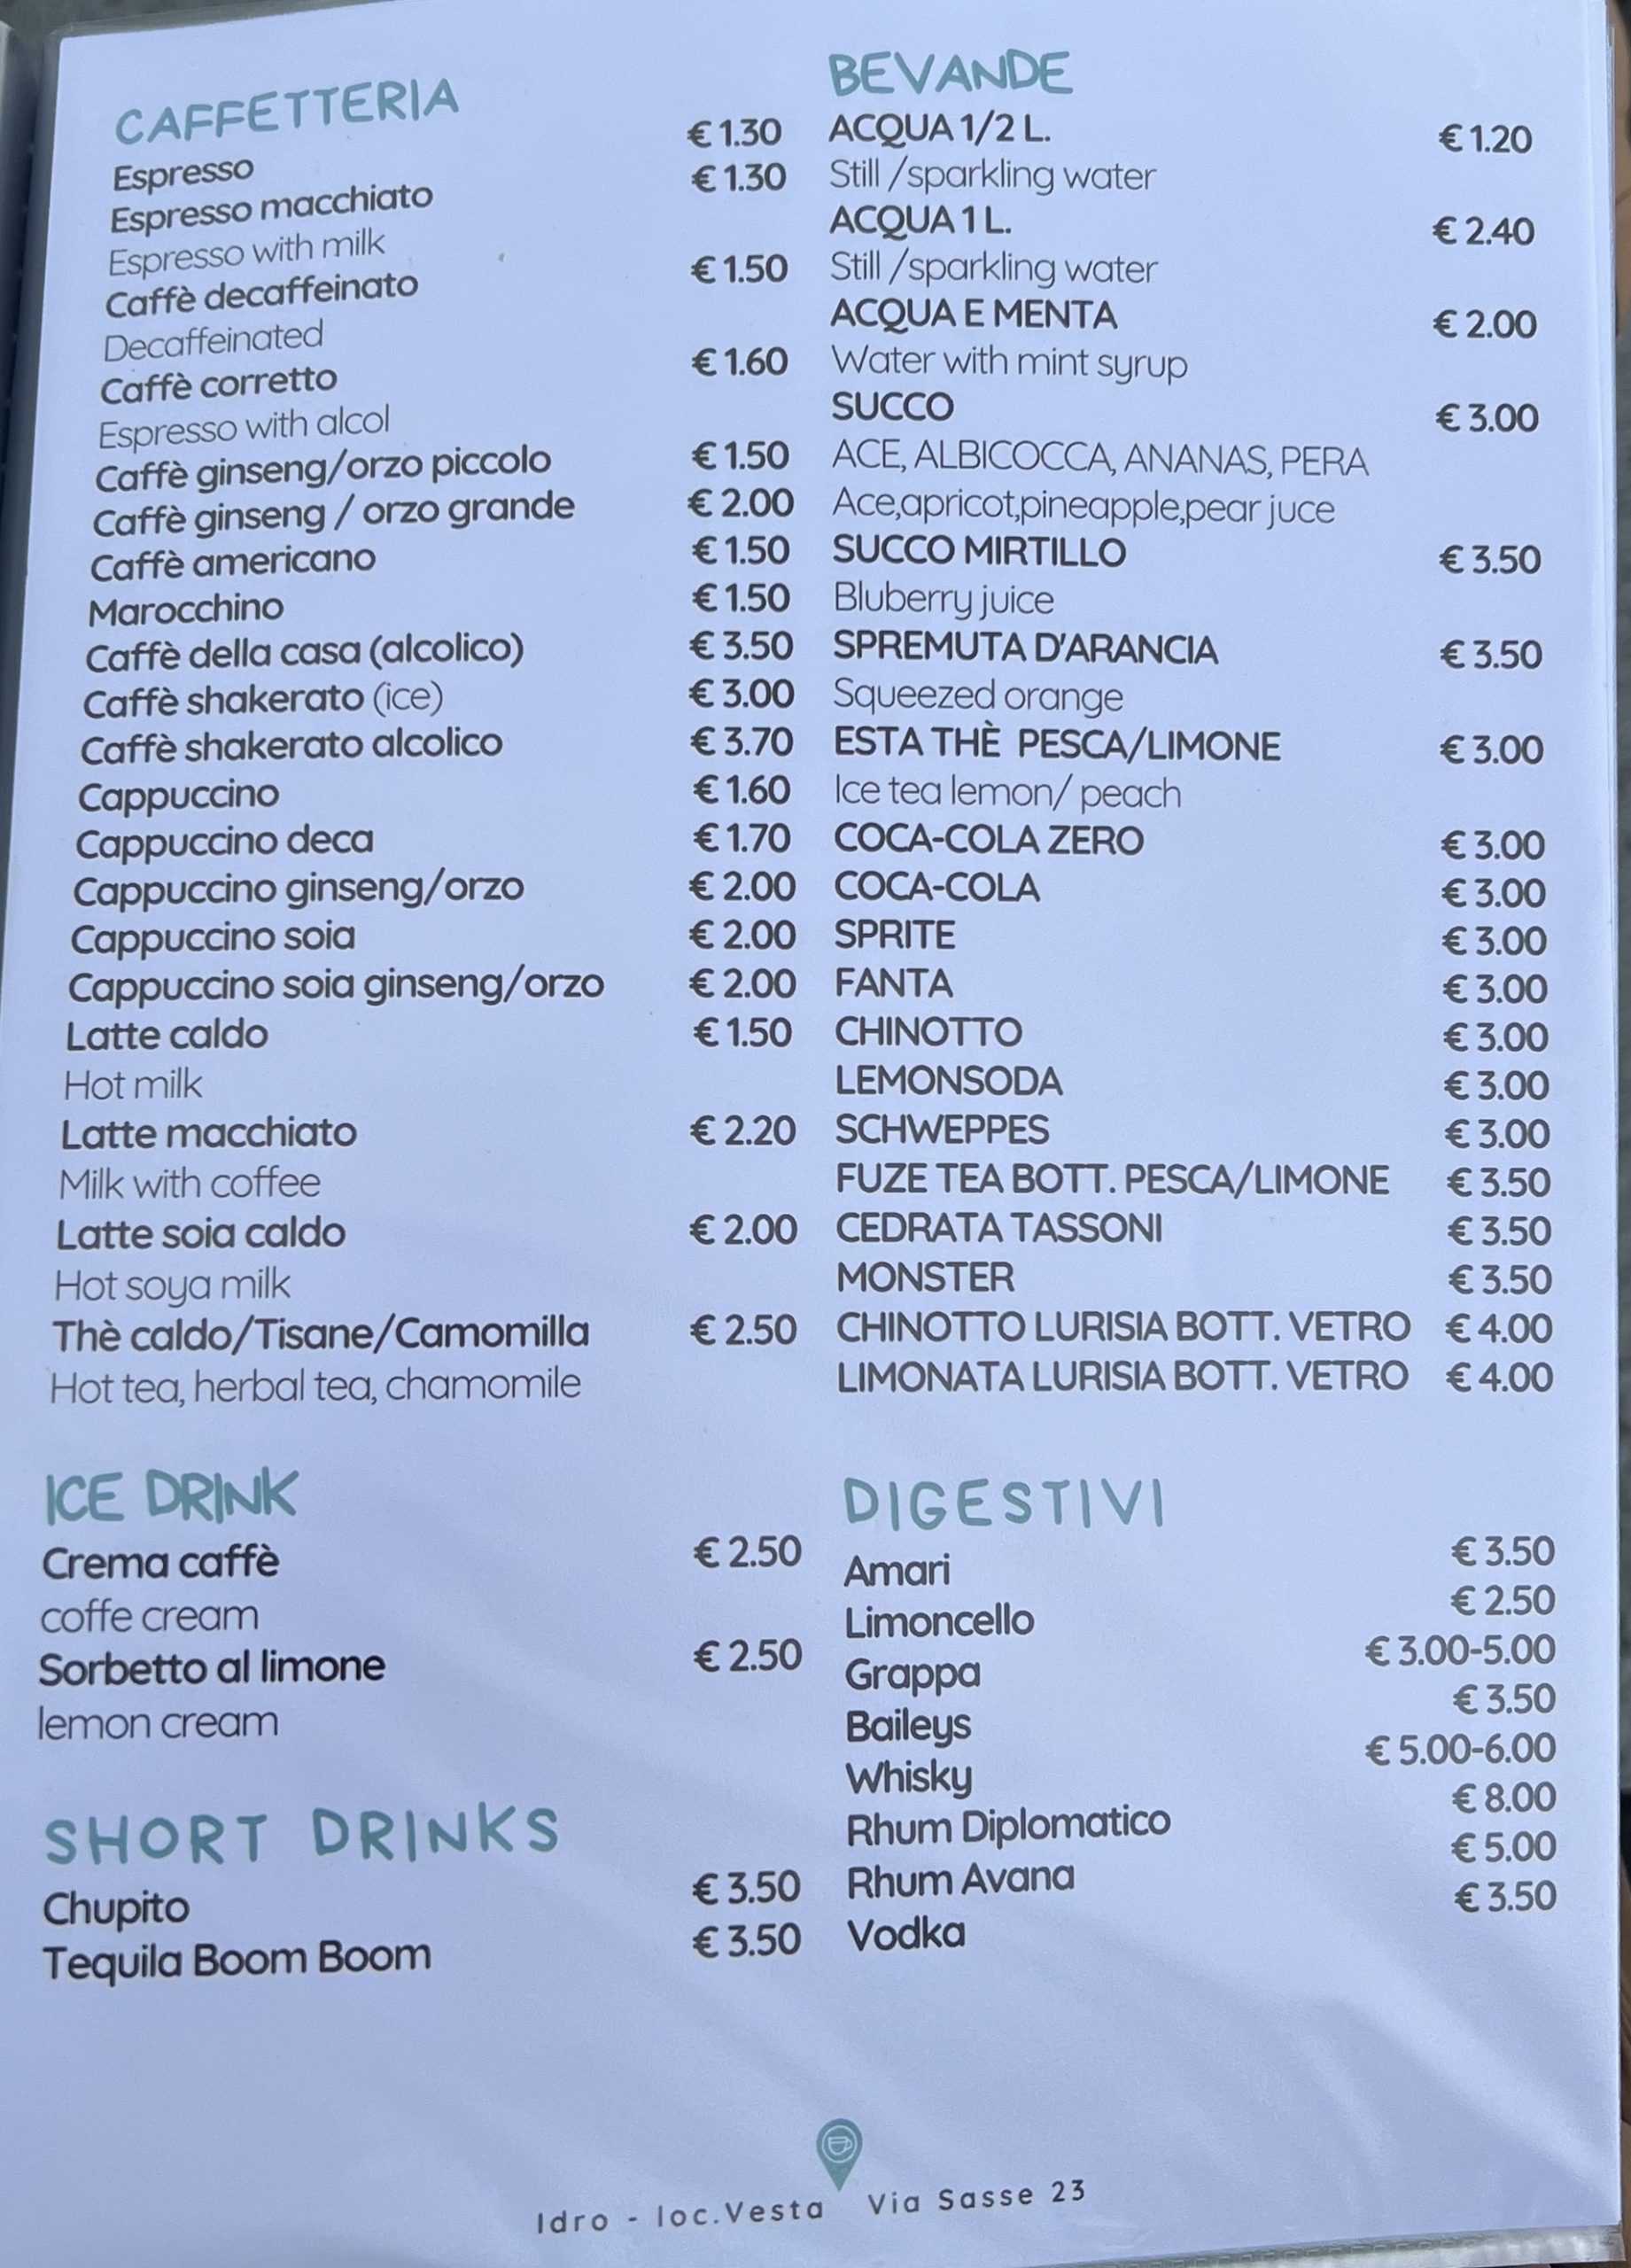 CAFFETTERIA
Espresso € 1.30
Espresso macchiato € 1.30
Espresso with milk
Caffè decaffeinato € 1.50
Decaffeinated
Caffè corretto € 1.60
Espresso with alcol
Caffè ginseng/orzo piccolo € 1.50
Caffè ginseng / orzo grande € 2.00
Caffè americano € 1.50
Marocchino € 1.50
Caffè della casa (alcolico) € 3.50
Caffè shakerato (ice) € 3.00
Caffè shakerato alcolico € 3.70
Cappuccino € 1.60
Cappuccino deca € 1.70
Cappuccino ginseng/orzo € 2.00
Cappuccino soia € 2.00
Cappuccino soia ginseng/orzo € 2.00
Latte caldo € 1.50
Hot milk
Latte macchiato € 2.20
Milk with coffee
Latte soia caldo € 2.00
Hot soya milk
Thè caldo/Tisane/Camomilla € 2.50
Hot tea, herbal tea, chamomile
ICE DRINK
Crema caffè € 2.50
coffe cream
Sorbetto al limone € 2.50
lemon cream
SHORT DRINKS
Chupito € 3.50
Tequila Boom Boom € 3.50
BEVANDE
ACQUA 1/2 L. € 1.20
Still /sparkling water
ACQUA 1 L. € 2.40
Still /sparkling water
ACQUA E MENTA € 2.00
Water with mint syrup
SUCCO € 3.00
ACE, ALBICOCCA, ANANAS, PERA
Ace,apricot,pineapple,pear juce
SUCCO MIRTILLO € 3.50
Bluberry juice
SPREMUTA D'ARANCIA € 3.50
Squeezed orange
ESTA THÈ PESCA/LIMONE € 3.00
Ice tea lemon/ peach
COCA-COLA ZERO € 3.00
COCA-COLA € 3.00
SPRITE € 3.00
FANTA € 3.00
CHINOTTO € 3.00
LEMONSODA € 3.00
SCHWEPPES € 3.00
FUZE TEA BOTT. PESCA/LIMONE € 3.50
CEDRATA TASSONI € 3.50
MONSTER € 3.50
CHINOTTO LURISIA BOTT. VETRO € 4.00
LIMONATA LURISIA BOTT. VETRO € 4.00
DIGESTIVI
Amari € 3.50
Limoncello € 2.50
Grappa € 3.00-5.00
Baileys € 3.50
Whisky € 5.00-6.00
Rhum Diplomatico € 8.00
Rhum Avana € 5.00
Vodka € 3.50
Idro - loc.Vesta Via Sasse 23